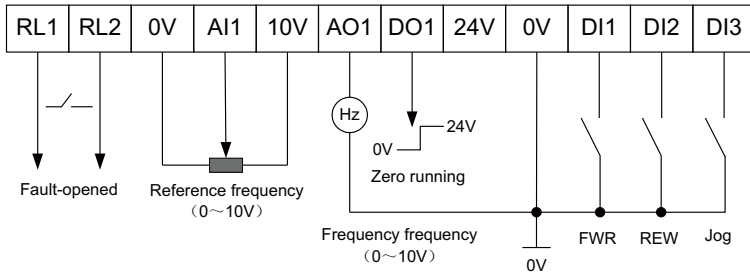 RL1 RL2 0V AI1 10V AO1 DO1 24V 0V DI1 DI2 DI3
Hz
24V
0V
Zero running
Fault-opened
Reference frequency
(0～10V)
Frequency frequency
(0～10V)
FWR REW Jog
0V